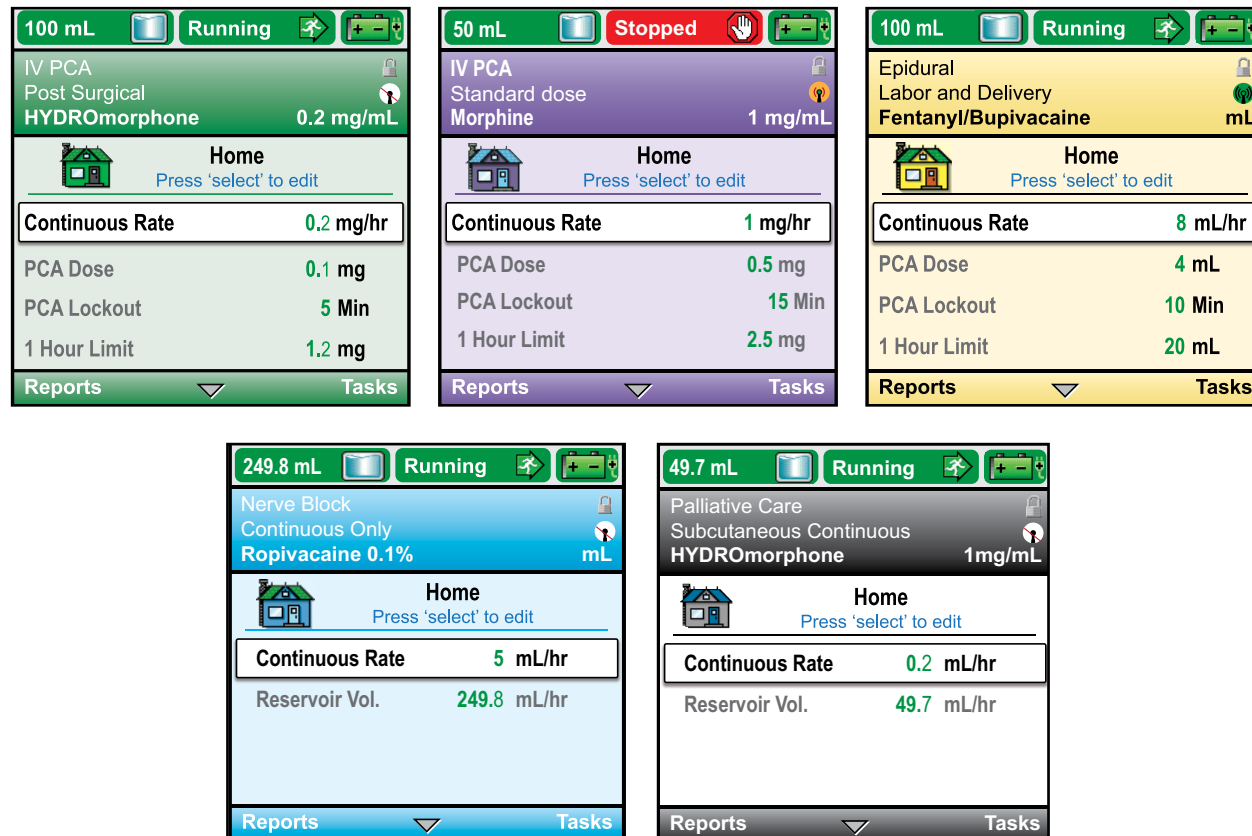 100 mL Running
IV PCA
Post Surgical
HYDROmorphone 0.2 mg/mL
Home
Press 'select' to edit
Continuous Rate 0.2 mg/hr
PCA Dose 0.1 mg
PCA Lockout 5 Min
1 Hour Limit 1.2 mg
Reports Tasks
50 mL Stopped
IV PCA
Standard dose
Morphine 1 mg/mL
Home
Press 'select' to edit
Continuous Rate 1 mg/hr
PCA Dose 0.5 mg
PCA Lockout 15 Min
1 Hour Limit 2.5 mg
Reports Tasks
100 mL Running
Epidural
Labor and Delivery
Fentanyl/Bupivacaine mL
Home
Press 'select' to edit
Continuous Rate 8 mL/hr
PCA Dose 4 mL
PCA Lockout 10 Min
1 Hour Limit 20 mL
Reports Tasks
249.8 mL Running
Nerve Block
Continuous Only
Ropivacaine 0.1% mL
Home
Press 'select' to edit
Continuous Rate 5 mL/hr
Reservoir Vol. 249.8 mL/hr
Reports Tasks
49.7 mL Running
Palliative Care
Subcutaneous Continuous
HYDROmorphone 1mg/mL
Home
Press 'select' to edit
Continuous Rate 0.2 mL/hr
Reservoir Vol. 49.7 mL/hr
Reports Tasks